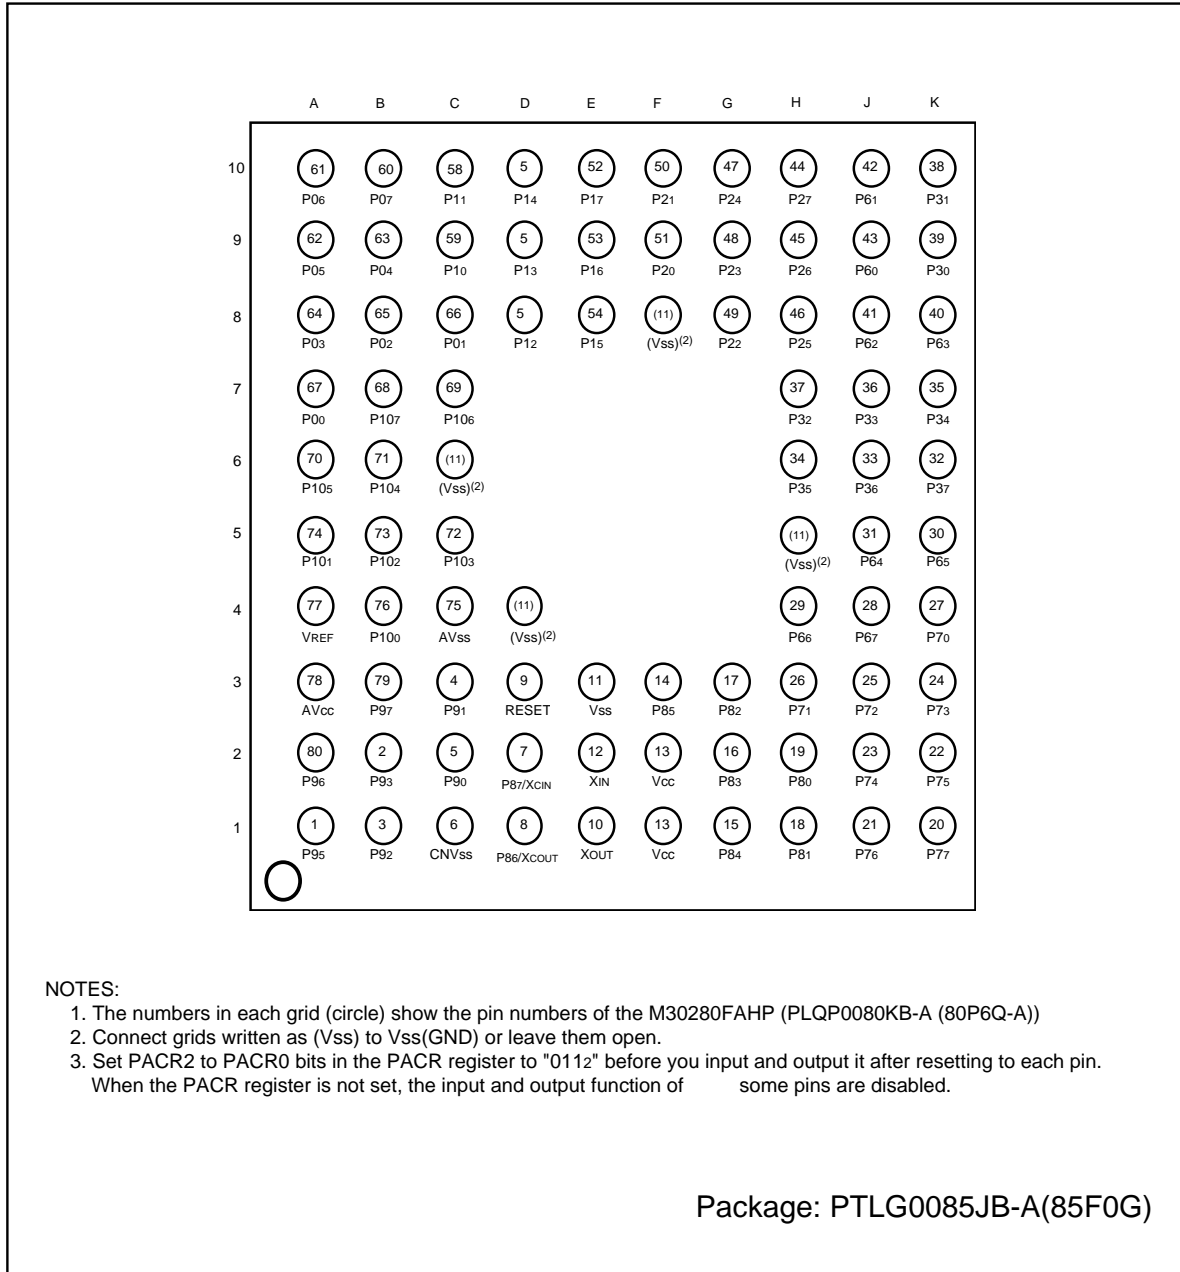 A B C D E F G H J K
10 61 60 58 5 52 50 47 44 42 38
P06 P07 P11 P14 P17 P21 P24 P27 P61 P31
9 62 63 59 5 53 51 48 45 43 39
P05 P04 P10 P13 P16 P20 P23 P26 P60 P30
8 64 65 66 5 54 (11) 49 46 41 40
P03 P02 P01 P12 P15 (Vss)(2) P22 P25 P62 P63
7 67 68 69 37 36 35
P00 P107 P106 P32 P33 P34
6 70 71 (11) 34 33 32
P105 P104 (Vss)(2) P35 P36 P37
5 74 73 72 (11) 31 30
P101 P102 P103 (Vss)(2) P64 P65
4 77 76 75 (11) 29 28 27
VREF P100 AVss (Vss)(2) P66 P67 P70
3 78 79 4 9 11 14 17 26 25 24
AVcc P97 P91 RESET Vss P85 P82 P71 P72 P73
2 80 2 5 7 12 13 16 19 23 22
P96 P93 P90 P87/XCIN XIN Vcc P83 P80 P74 P75
1 1 3 6 8 10 13 15 18 21 20
P95 P92 CNVss P86/XCOUT XOUT Vcc P84 P81 P76 P77
NOTES:
1. The numbers in each grid (circle) show the pin numbers of the M30280FAHP (PLQP0080KB-A (80P6Q-A))
2. Connect grids written as (Vss) to Vss(GND) or leave them open.
3. Set PACR2 to PACR0 bits in the PACR register to "0112" before you input and output it after resetting to each pin.
When the PACR register is not set, the input and output function of some pins are disabled.
Package: PTLG0085JB-A(85F0G)